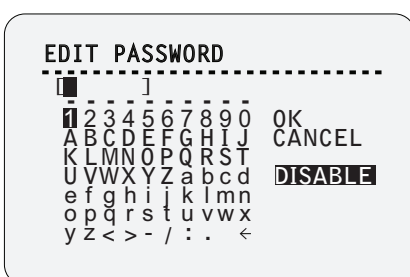 EDIT PASSWORD
[ ]
1 2 3 4 5 6 7 8 9 0 OK
A B C D E F G H I J CANCEL
K L M N O P Q R S T
U V W X Y Z a b c d DISABLE
e f g h i j k l m n
o p q r s t u v w x
y z < > - / : . ←